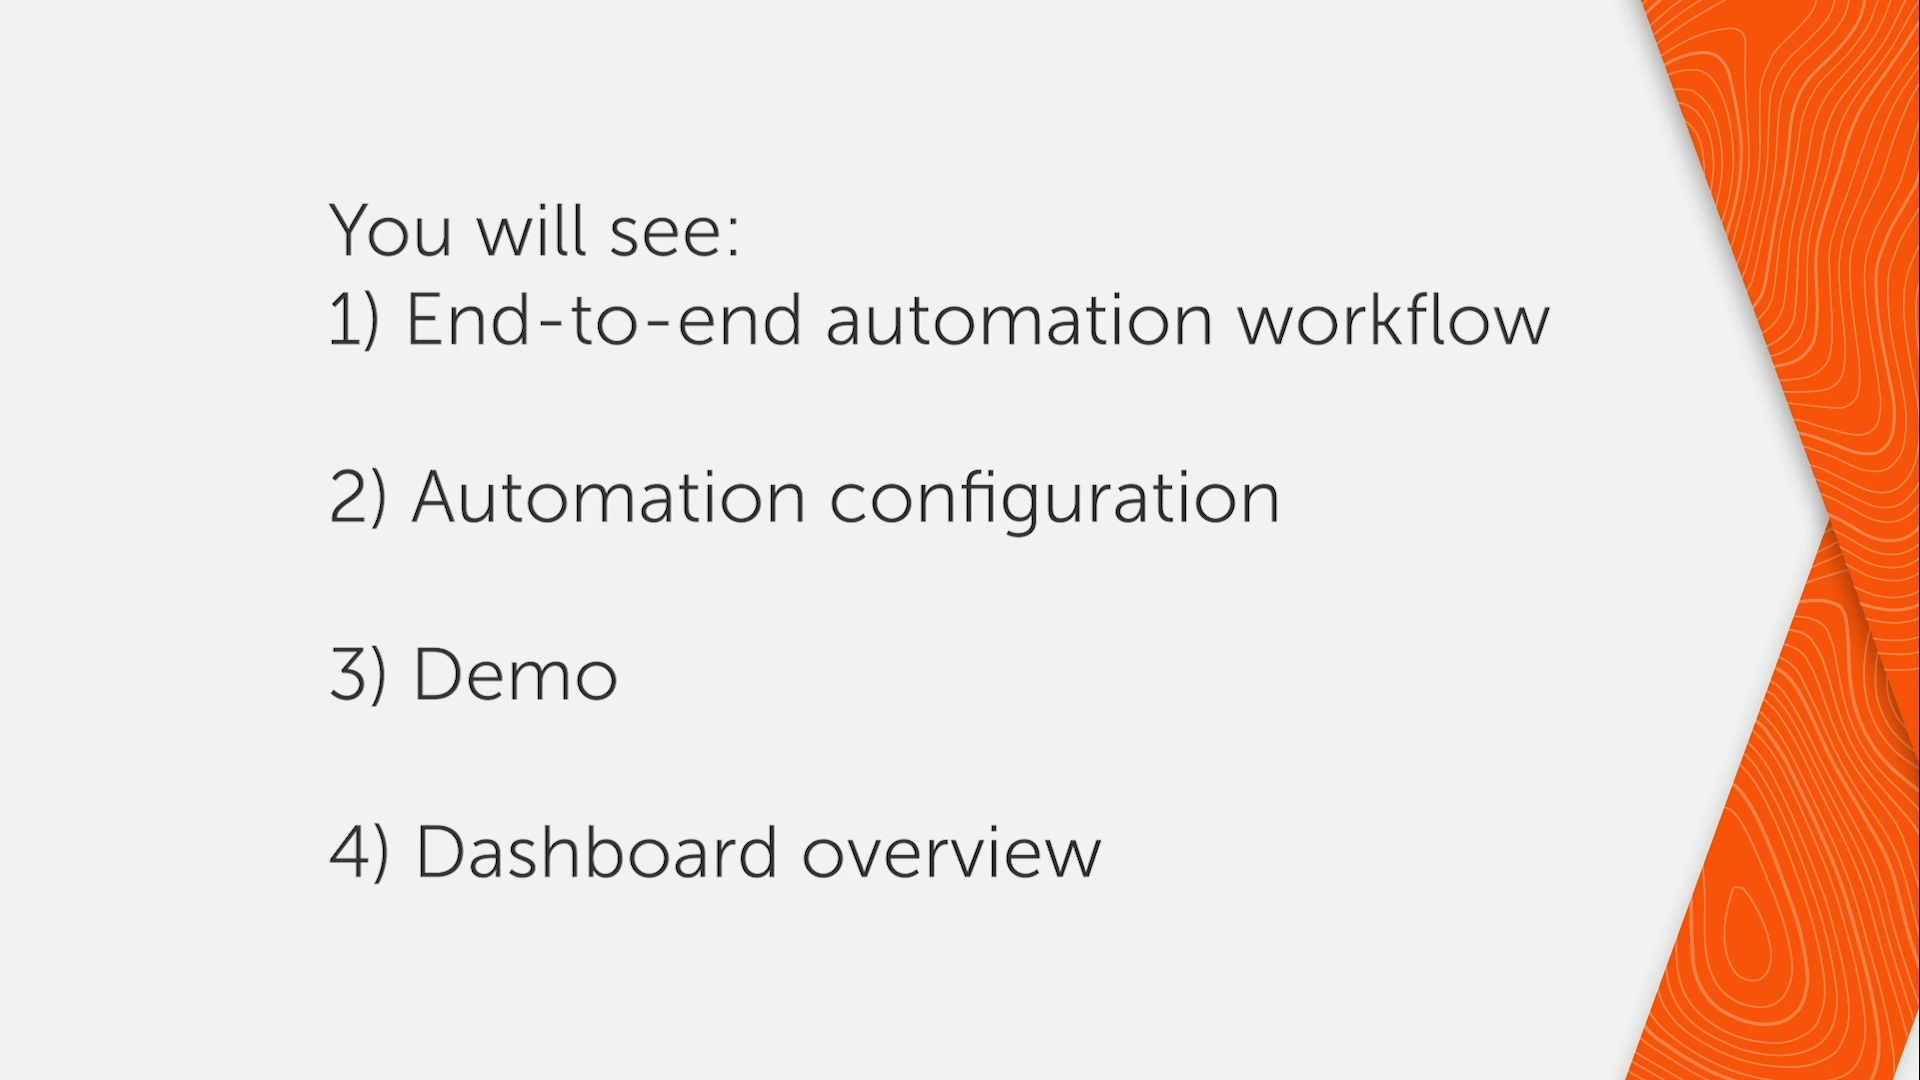 You will see:
1) End-to-end automation workflow
2) Automation configuration
3) Demo
4) Dashboard overview